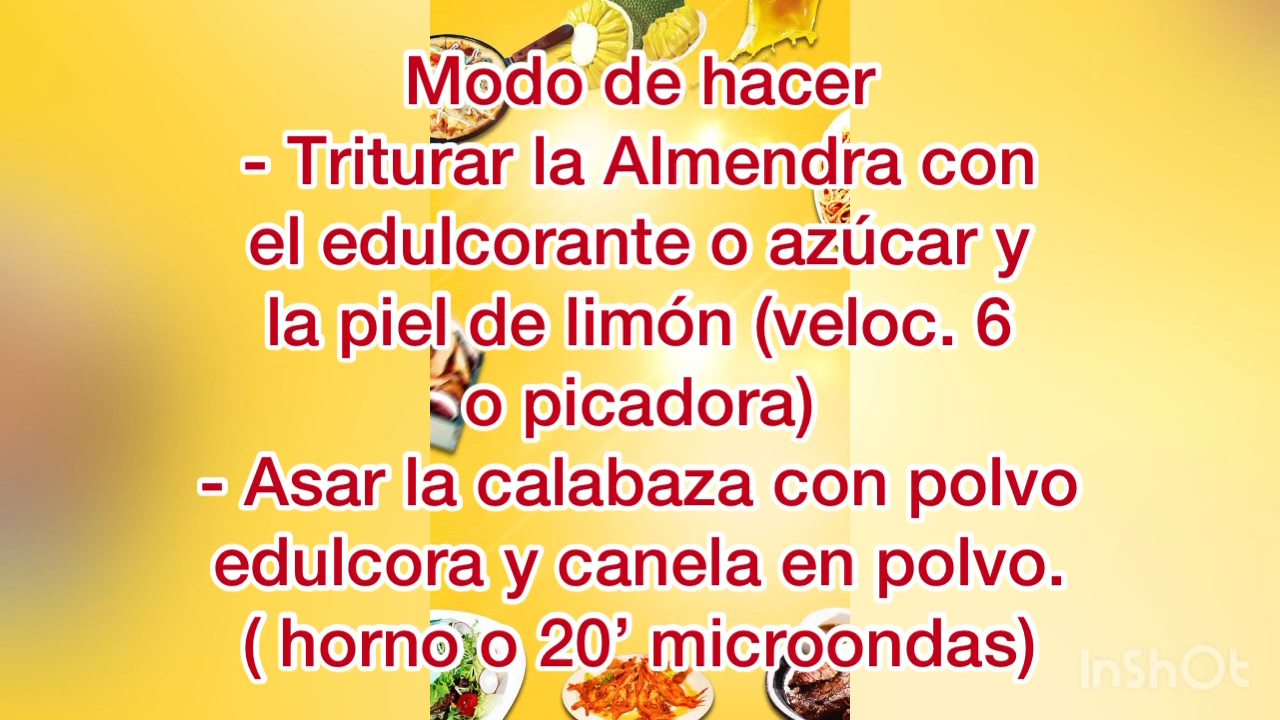 Modo de hacer
- Triturar la Almendra con
el edulcorante o azúcar y
la piel de limón (veloc. 6
o picadora)
- Asar la calabaza con polvo
edulcora y canela en polvo.
( horno o 20’ microondas)
InShOt